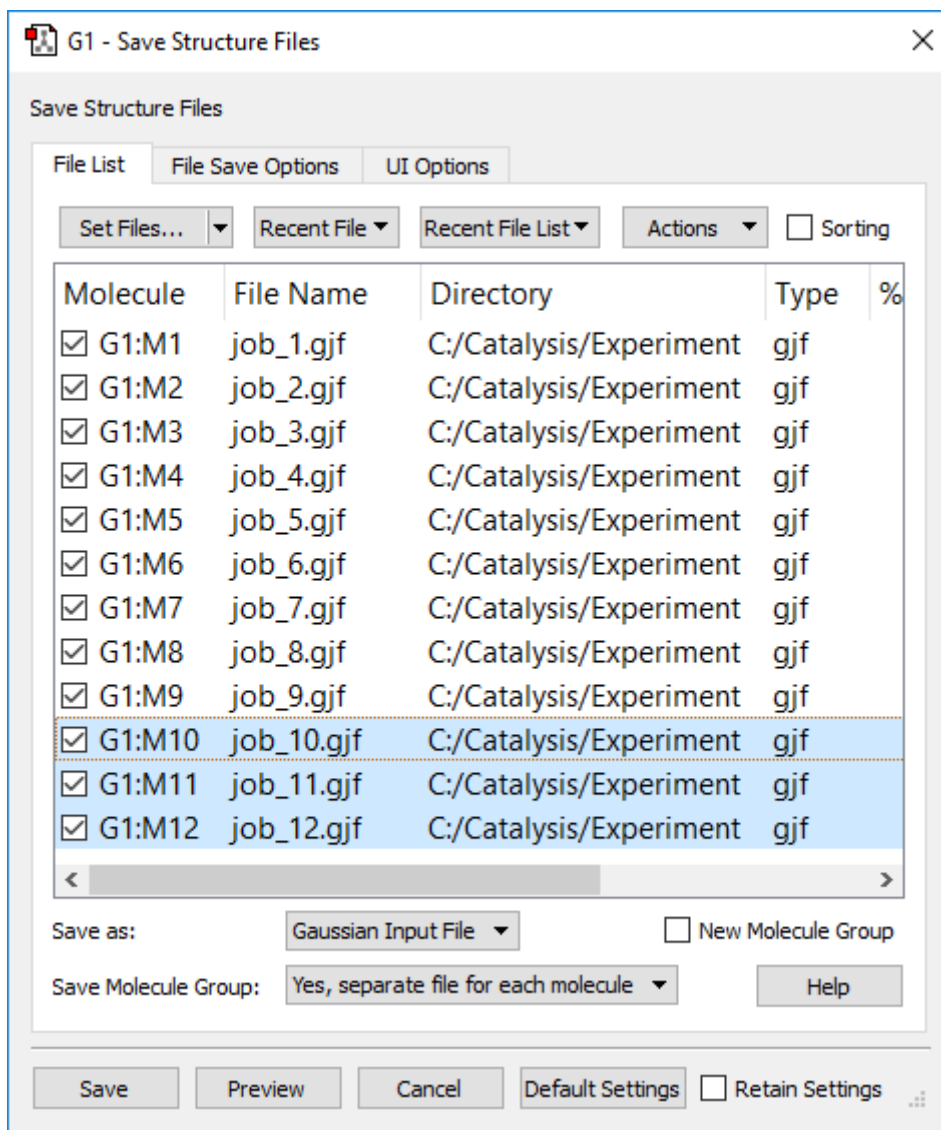 G1 - Save Structure Files
Save Structure Files
File List File Save Options UI Options
Set Files... Recent File Recent File List Actions Sorting
Molecule File Name Directory Type %
G1:M1 job_1.gjf C:/Catalysis/Experiment gjf
G1:M2 job_2.gjf C:/Catalysis/Experiment gjf
G1:M3 job_3.gjf C:/Catalysis/Experiment gjf
G1:M4 job_4.gjf C:/Catalysis/Experiment gjf
G1:M5 job_5.gjf C:/Catalysis/Experiment gjf
G1:M6 job_6.gjf C:/Catalysis/Experiment gjf
G1:M7 job_7.gjf C:/Catalysis/Experiment gjf
G1:M8 job_8.gjf C:/Catalysis/Experiment gjf
G1:M9 job_9.gjf C:/Catalysis/Experiment gjf
G1:M10 job_10.gjf C:/Catalysis/Experiment gjf
G1:M11 job_11.gjf C:/Catalysis/Experiment gjf
G1:M12 job_12.gjf C:/Catalysis/Experiment gjf
Save as: Gaussian Input File New Molecule Group
Save Molecule Group: Yes, separate file for each molecule Help
Save Preview Cancel Default Settings Retain Settings